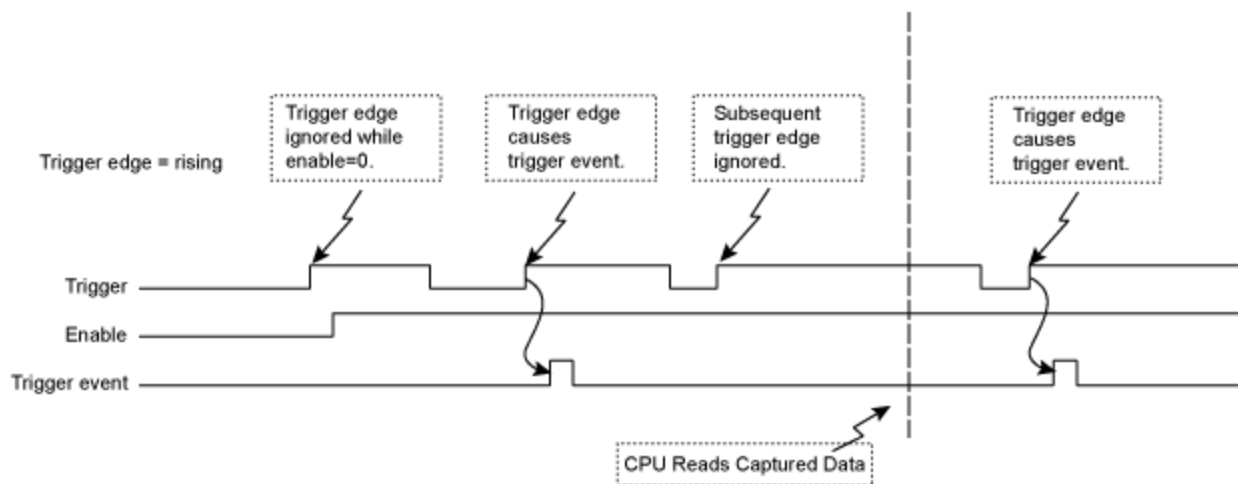 Trigger edge
ignored while
enable=0.
Trigger edge
causes
trigger event.
Subsequent
trigger edge
ignored.
Trigger edge
causes
trigger event.
Trigger edge = rising
Trigger
Enable
Trigger event
CPU Reads Captured Data